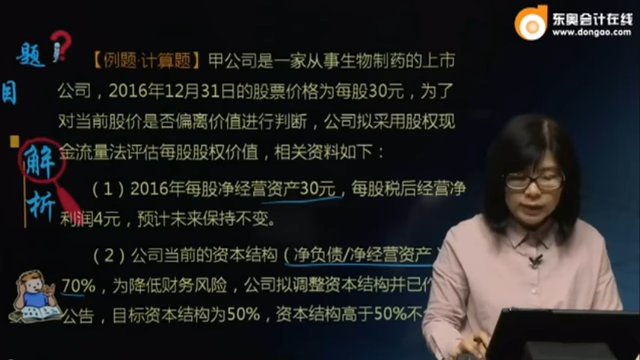 东奥会计在线
www.dongao.com
题目
【例题·计算题】甲公司是一家从事生物制药的上市
公司，2016年12月31日的股票价格为每股30元，为了
对当前股价是否偏离价值进行判断，公司拟采用股权现
金流量法评估每股股权价值，相关资料如下：
解析
（1）2016年每股净经营资产30元，每股税后经营净
利润4元，预计未来保持不变。
（2）公司当前的资本结构（净负债/净经营资产）
70%，为降低财务风险，公司拟调整资本结构并已
公告，目标资本结构为50%，资本结构高于50%不